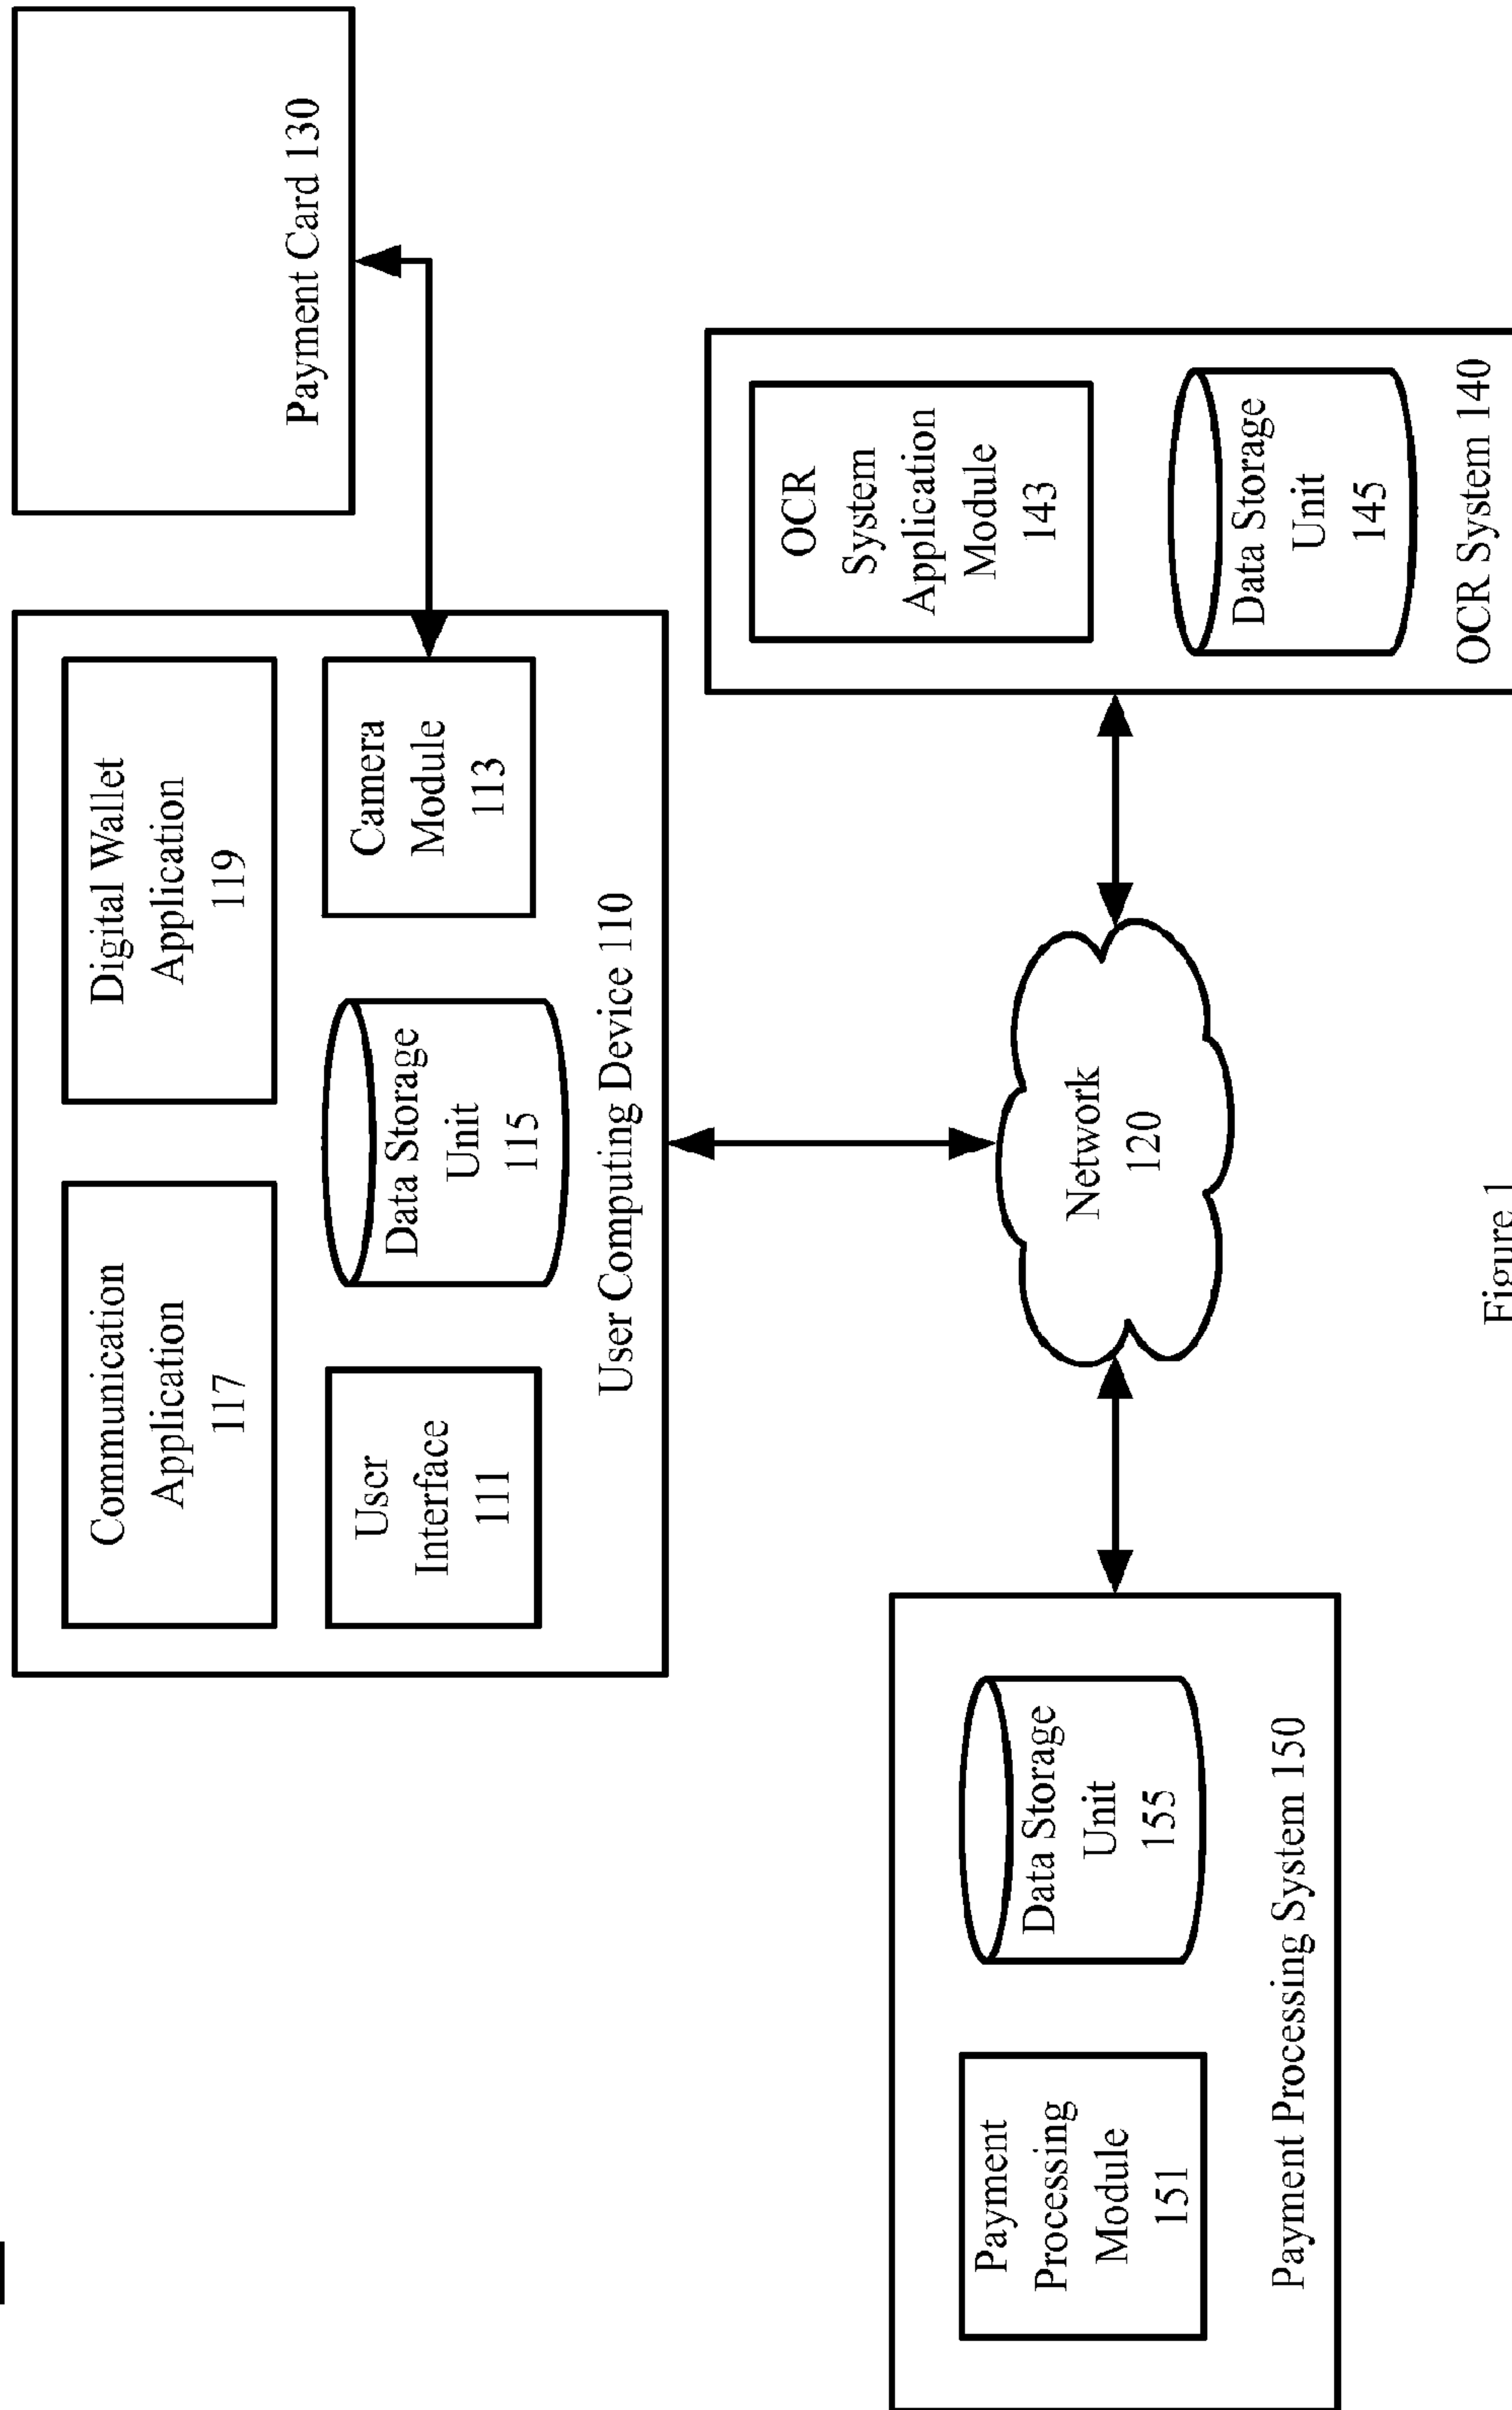 Payment Card 130
Communication
Application
117
Digital Wallet
Application
119
User
Interface
111
Data Storage
Unit
115
Camera
Module
113
User Computing Device 110
Network
120
OCR
System
Application
Module
143
Data Storage
Unit
145
OCR System 140
Payment
Processing
Module
151
Data Storage
Unit
155
Payment Processing System 150
Figure 1